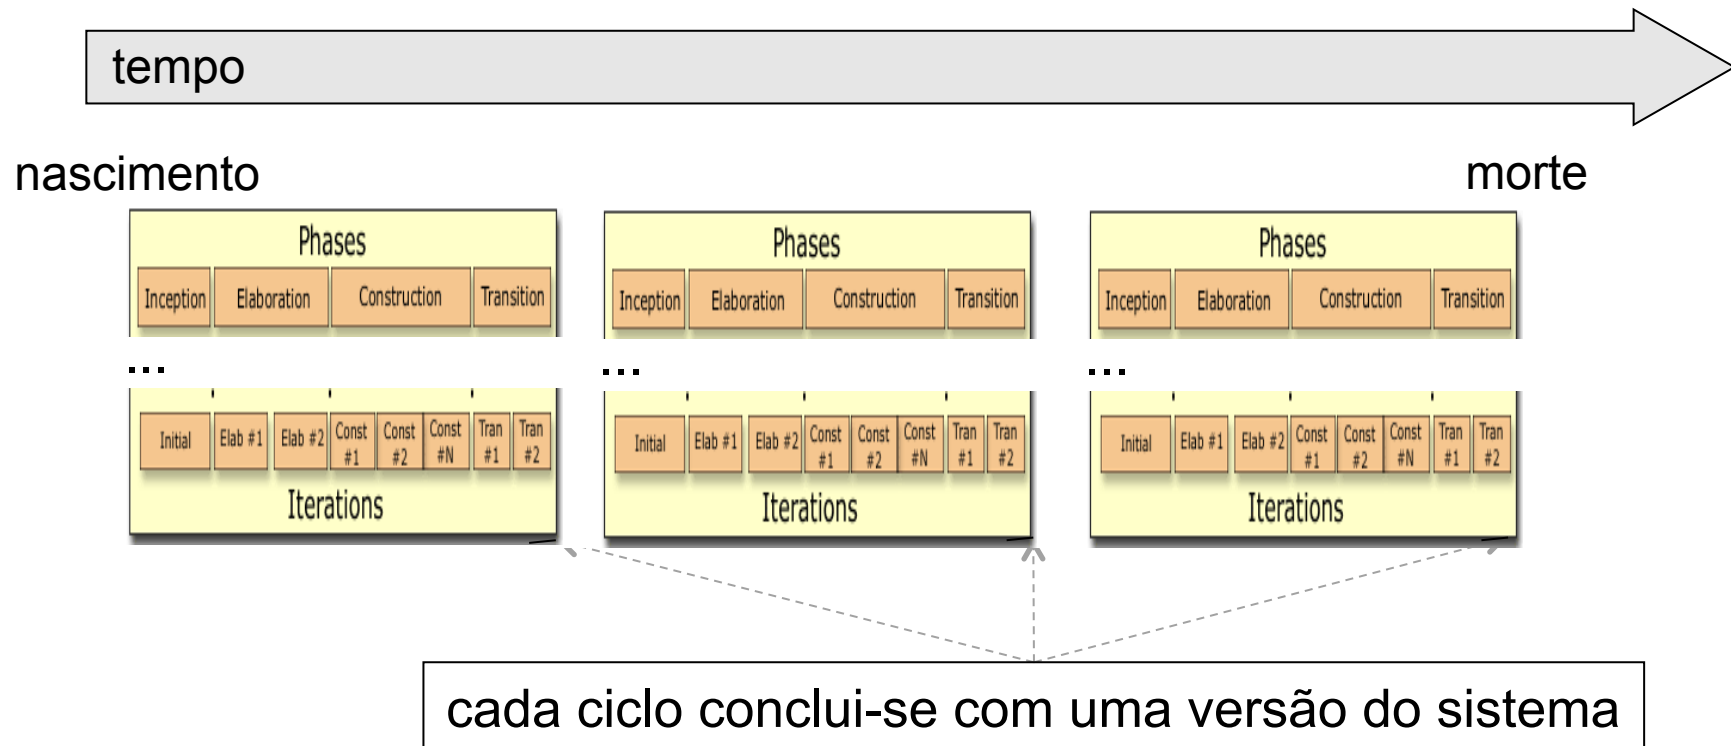 tempo
nascimento
morte
Phases
Inception Elaboration Construction Transition
...
Initial Elab #1 Elab #2 Const #1 Const #2 Const #N Tran #1 Tran #2
Iterations
Phases
Inception Elaboration Construction Transition
...
Initial Elab #1 Elab #2 Const #1 Const #2 Const #N Tran #1 Tran #2
Iterations
Phases
Inception Elaboration Construction Transition
...
Initial Elab #1 Elab #2 Const #1 Const #2 Const #N Tran #1 Tran #2
Iterations
cada ciclo conclui-se com uma versão do sistema